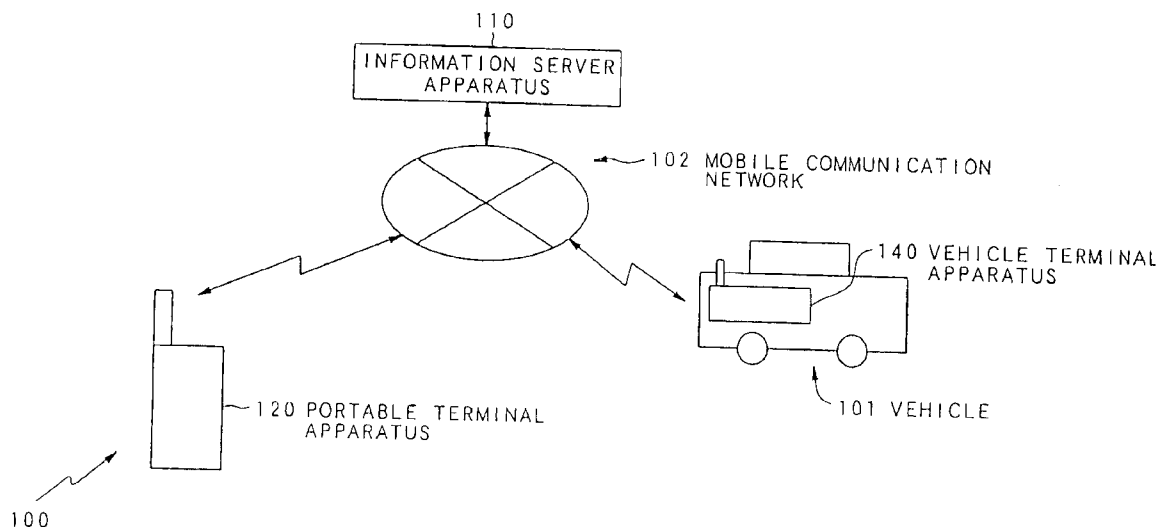 110
INFORMATION SERVER
APPARATUS
102 MOBILE COMMUNICATION
NETWORK
140 VEHICLE TERMINAL
APPARATUS
101 VEHICLE
120 PORTABLE TERMINAL
APPARATUS
100